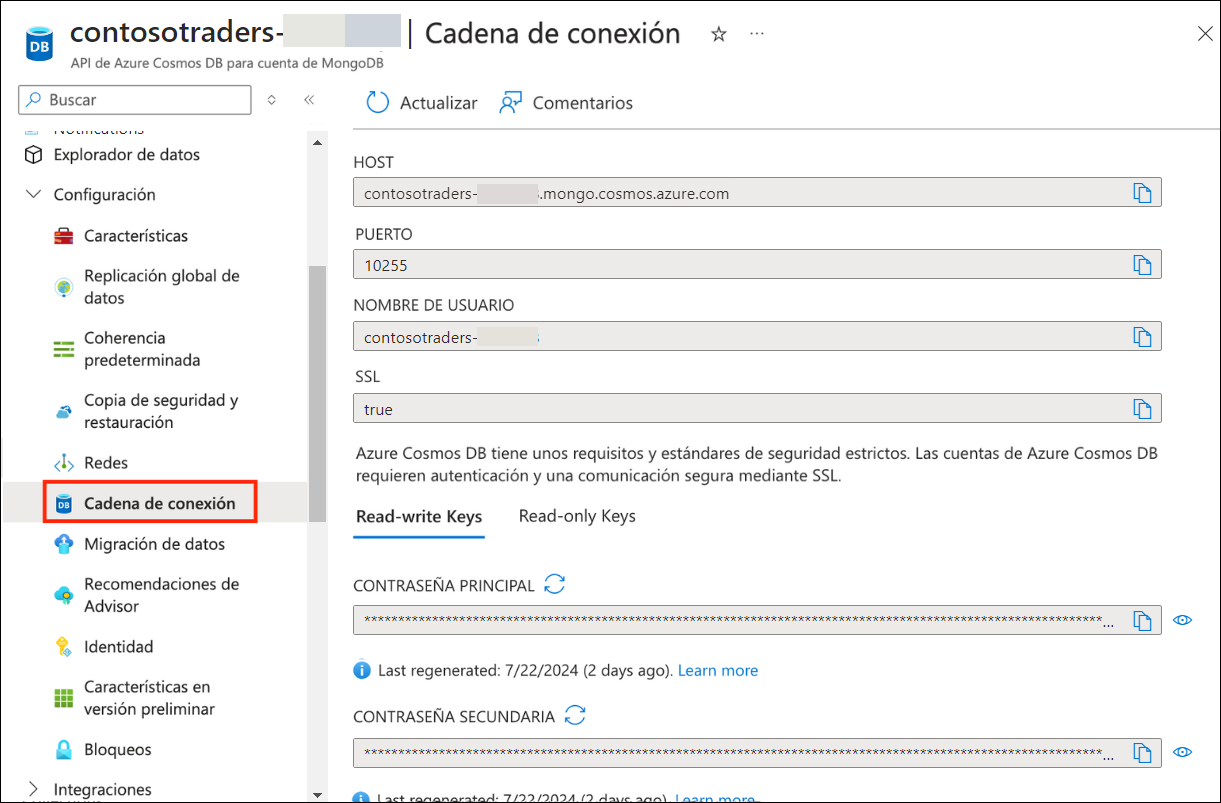 contosotraders- | Cadena de conexión
API de Azure Cosmos DB para cuenta de MongoDB
Buscar
Actualizar
Comentarios
Notifications
Explorador de datos
Configuración
Características
Replicación global de
datos
Coherencia
predeterminada
Copia de seguridad y
restauración
Redes
Cadena de conexión
Migración de datos
Recomendaciones de
Advisor
Identidad
Características en
versión preliminar
Bloqueos
Integraciones
HOST
contosotraders- .mongo.cosmos.azure.com
PUERTO
10255
NOMBRE DE USUARIO
contosotraders-
SSL
true
Azure Cosmos DB tiene unos requisitos y estándares de seguridad estrictos. Las cuentas de Azure Cosmos DB
requieren autenticación y una comunicación segura mediante SSL.
Read-write Keys
Read-only Keys
CONTRASEÑA PRINCIPAL
Last regenerated: 7/22/2024 (2 days ago). Learn more
CONTRASEÑA SECUNDARIA
Last regenerated: 7/22/2024 (2 days ago). Learn more